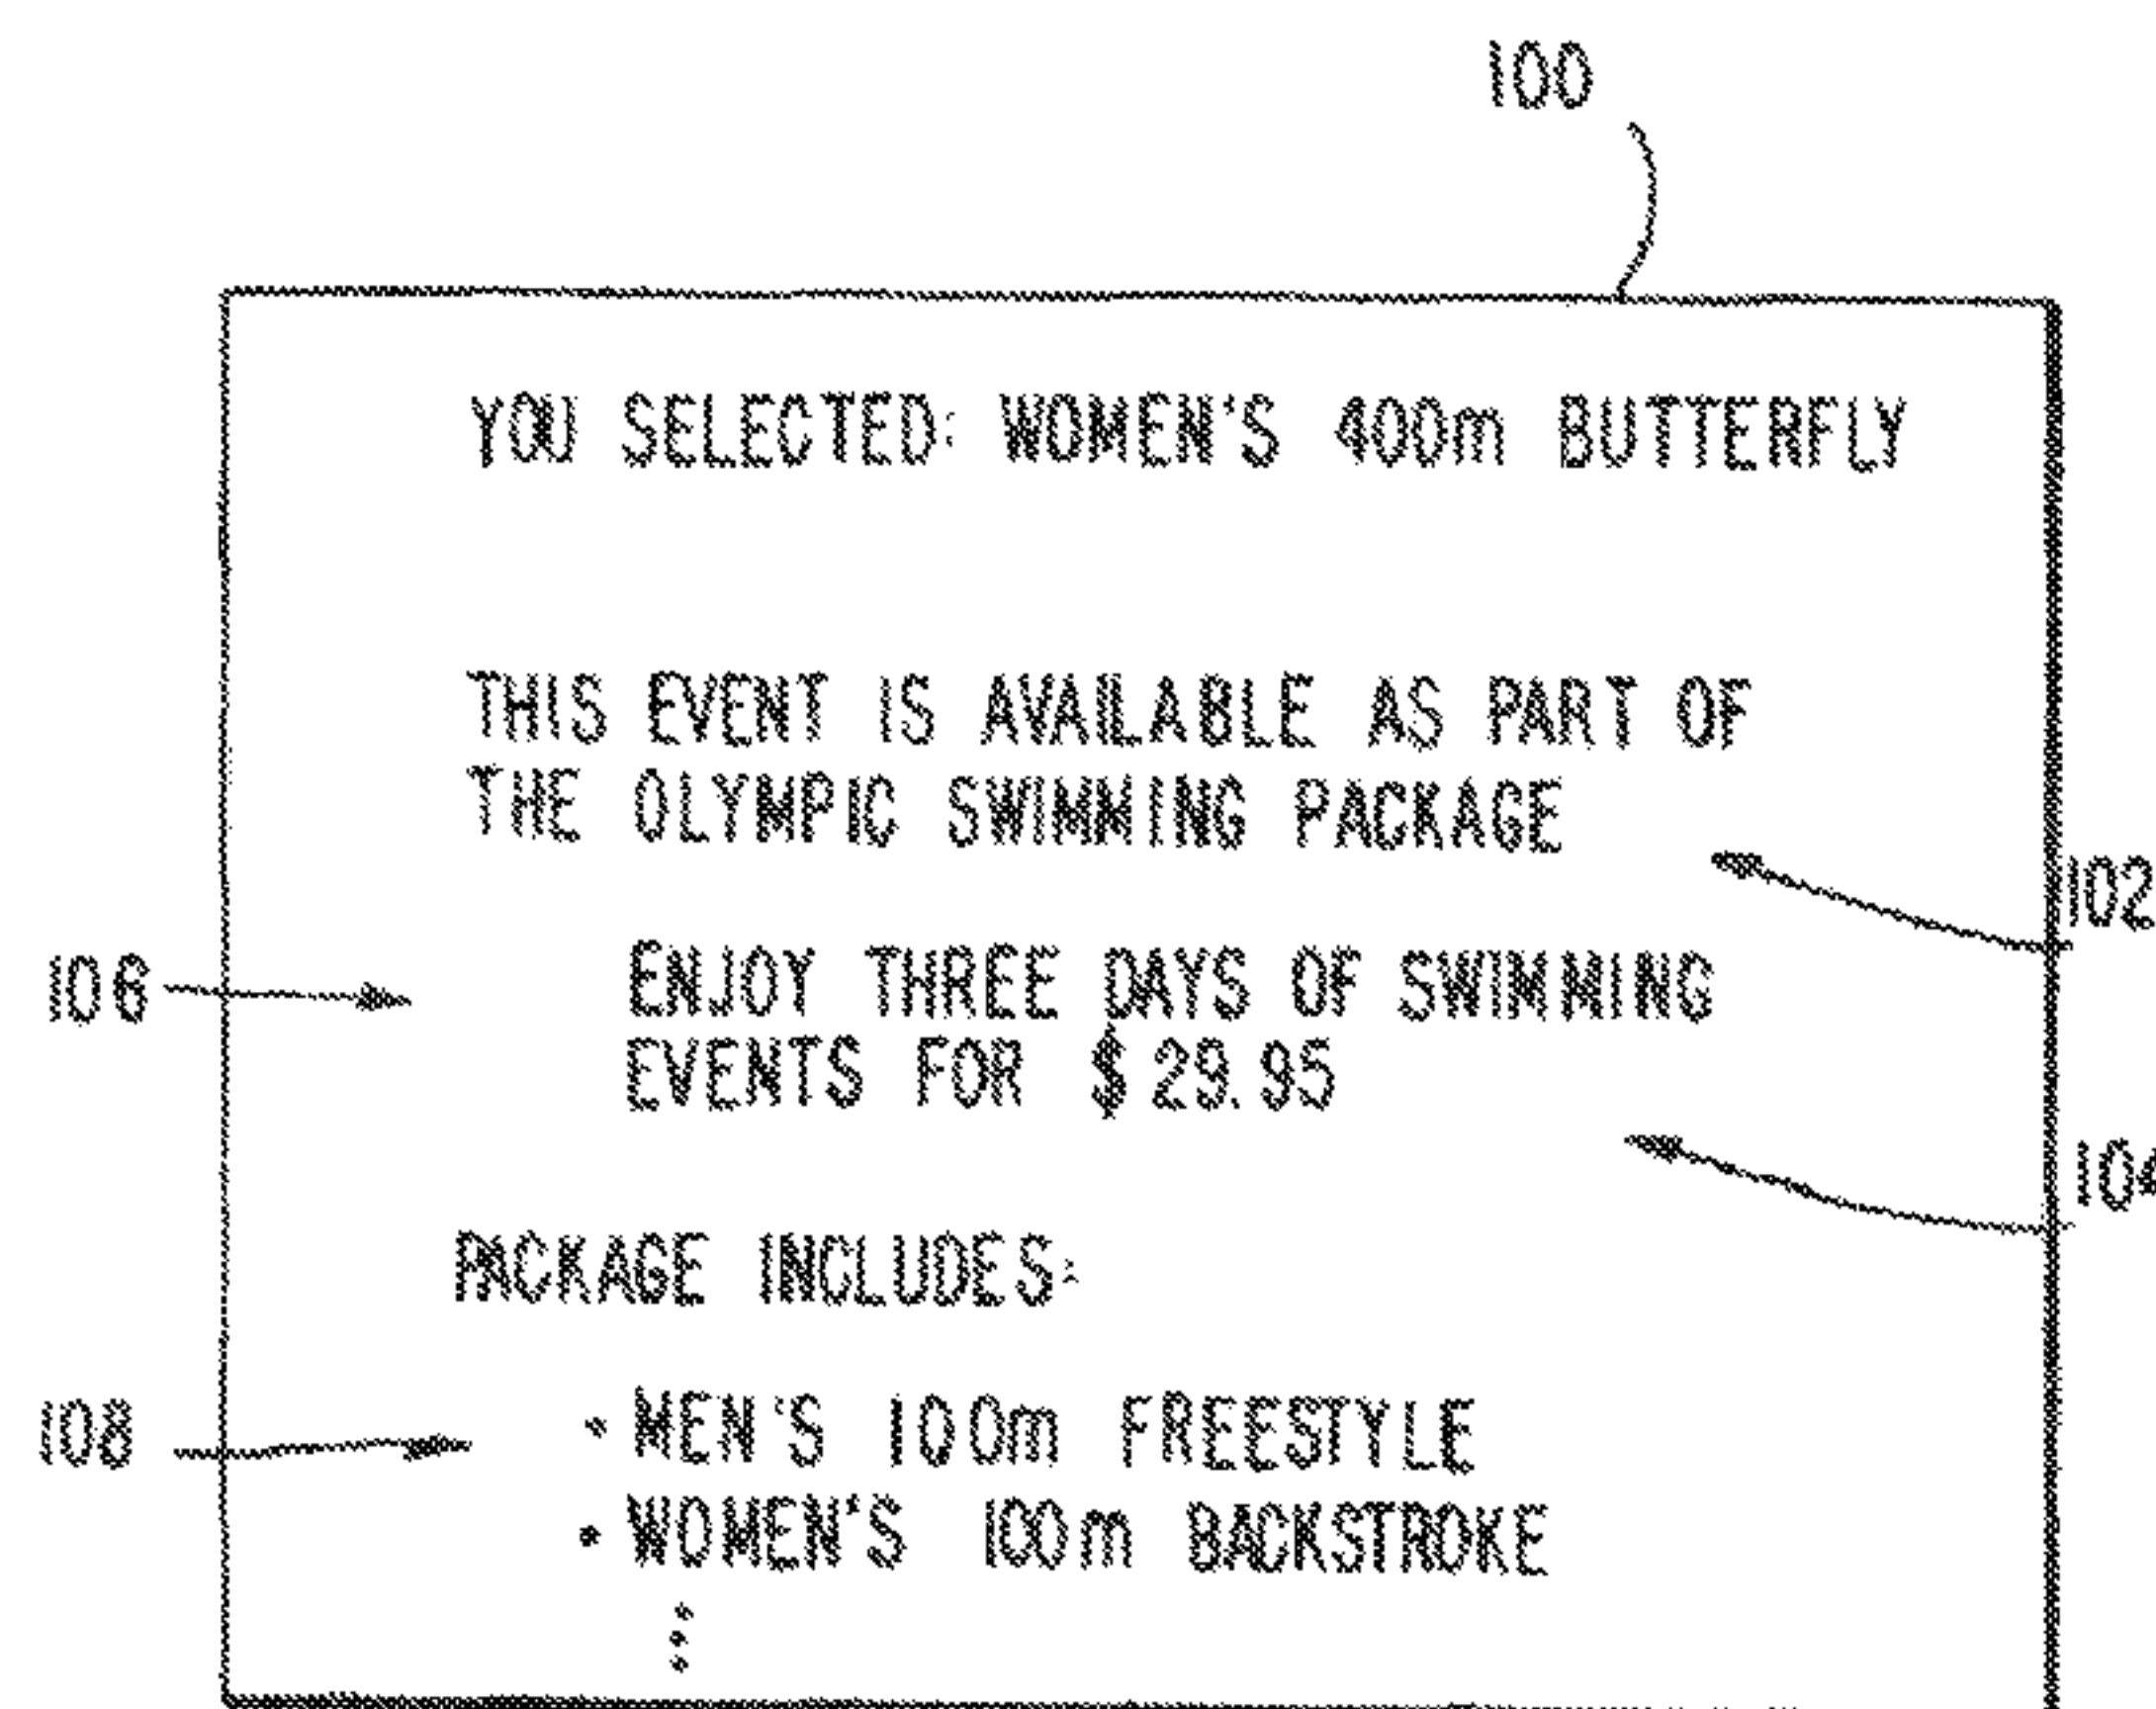 100
YOU SELECTED: WOMEN'S 400m BUTTERFLY
THIS EVENT IS AVAILABLE AS PART OF
THE OLYMPIC SWIMMING PACKAGE
102
106
ENJOY THREE DAYS OF SWIMMING
EVENTS FOR $29.95
104
PACKAGE INCLUDES:
108
• MEN'S 100m FREESTYLE
• WOMEN'S 100m BACKSTROKE